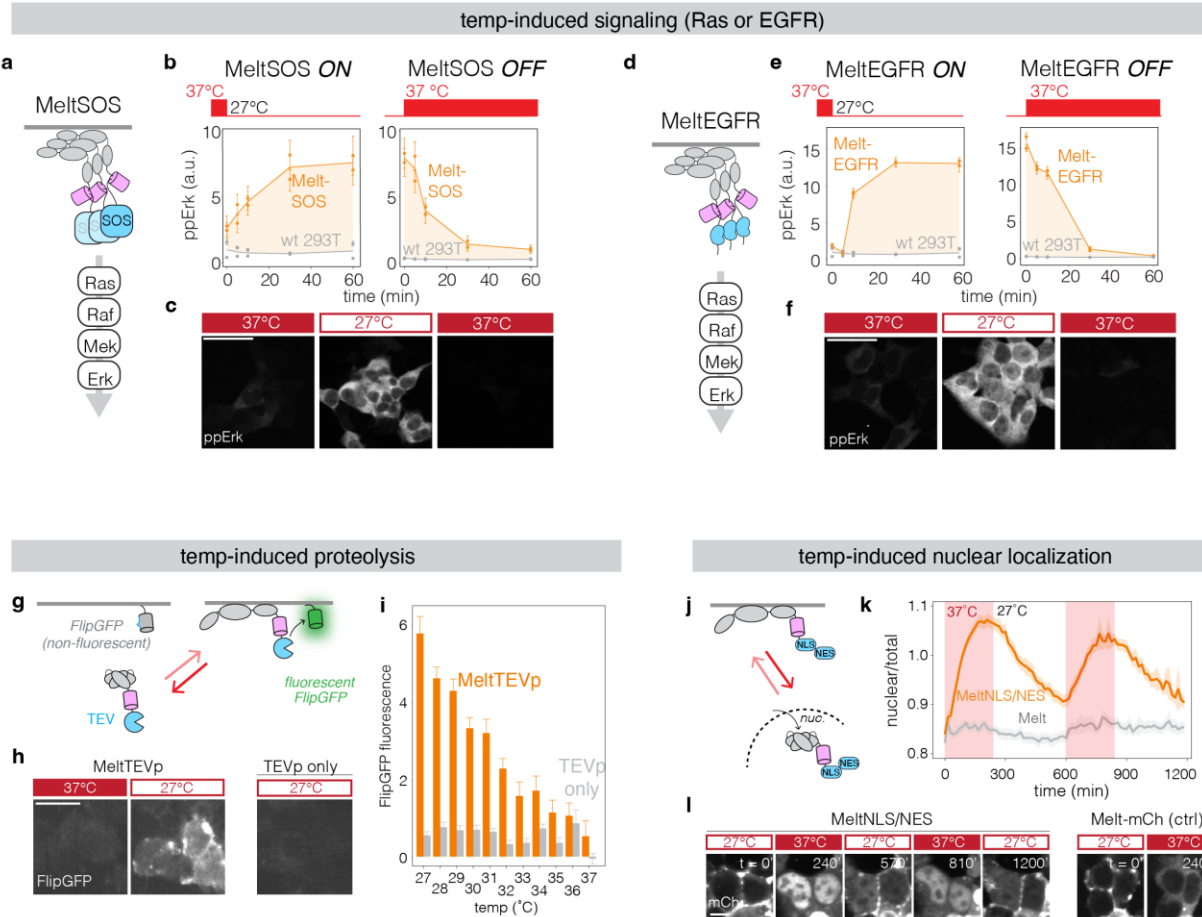 temp-induced signaling (Ras or EGFR)
a
MeltSOS
SOS
Ras
Raf
Mek
Erk
b
MeltSOS ON
MeltSOS OFF
37°C
27°C
37 °C
ppErk (a.u.)
10
5
0
Melt-
SOS
wt 293T
0 20 40 60
10
5
0
Melt-
SOS
wt 293T
0 20 40 60
time (min)
c
37°C 27°C 37°C
ppErk
d
MeltEGFR
Ras
Raf
Mek
Erk
e
MeltEGFR ON
MeltEGFR OFF
37°C
27°C
37 °C
ppErk (a.u.)
15
10
5
0
Melt-
EGFR
wt 293T
0 20 40 60
15
10
5
0
Melt-
EGFR
wt 293T
0 20 40 60
time (min)
f
37°C 27°C 37°C
ppErk
temp-induced proteolysis
g
FlipGFP
(non-fluorescent)
TEV
fluorescent
FlipGFP
h
MeltTEVp
TEVp only
37°C 27°C 27°C
FlipGFP
i
FlipGFP fluorescence
6
4
2
0
MeltTEVp
TEVp
only
27 28 29 30 31 32 33 34 35 36 37
temp (°C)
temp-induced nuclear localization
j
NLS
NES
nuc.
NLS
NES
k
nuclear/total
1.1
1.0
0.9
0.8
37°C
27°C
MeltNLS/NES
Melt
0 300 600 900 1200
time (min)
l
MeltNLS/NES
Melt-mCh (ctrl)
27°C 37°C 27°C 37°C 27°C
27°C 37°C
t = 0' 240' 570' 810' 1200'
t = 0' 240'
mCh